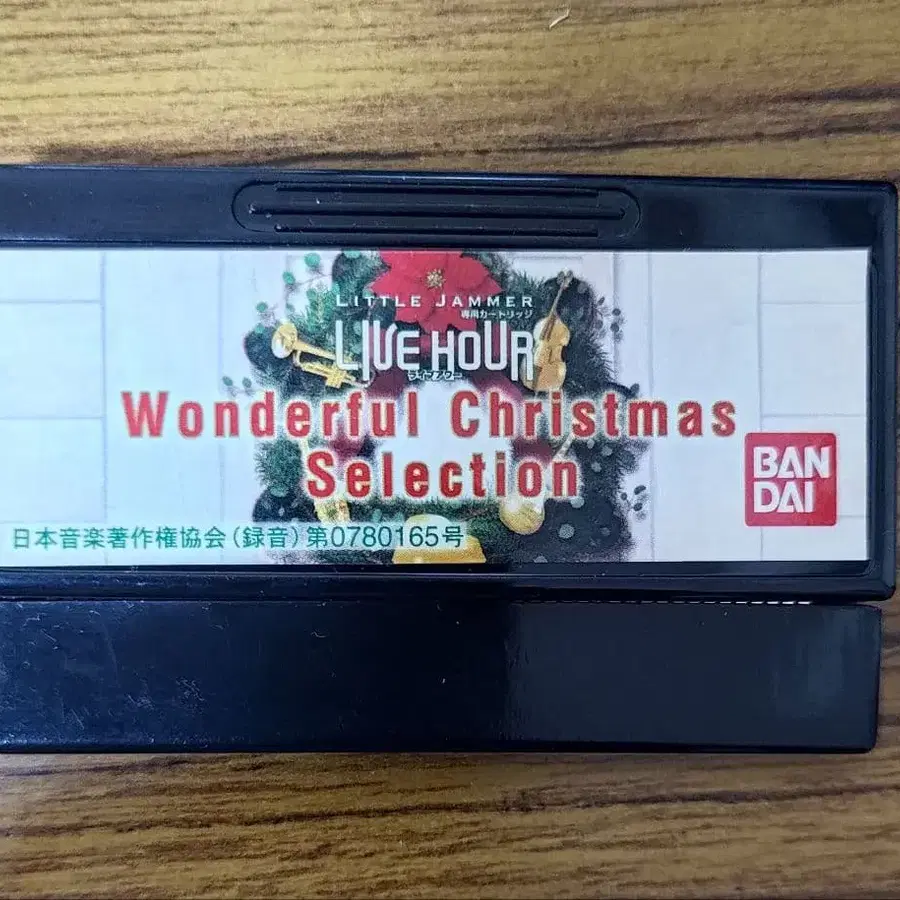 LITTLE JAMMER
専用カートリッジ
LIVE HOUR
ライブアワー
Wonderful Christmas
Selection
BAN
DAI
日本音楽著作権協会(録音)第0780165号